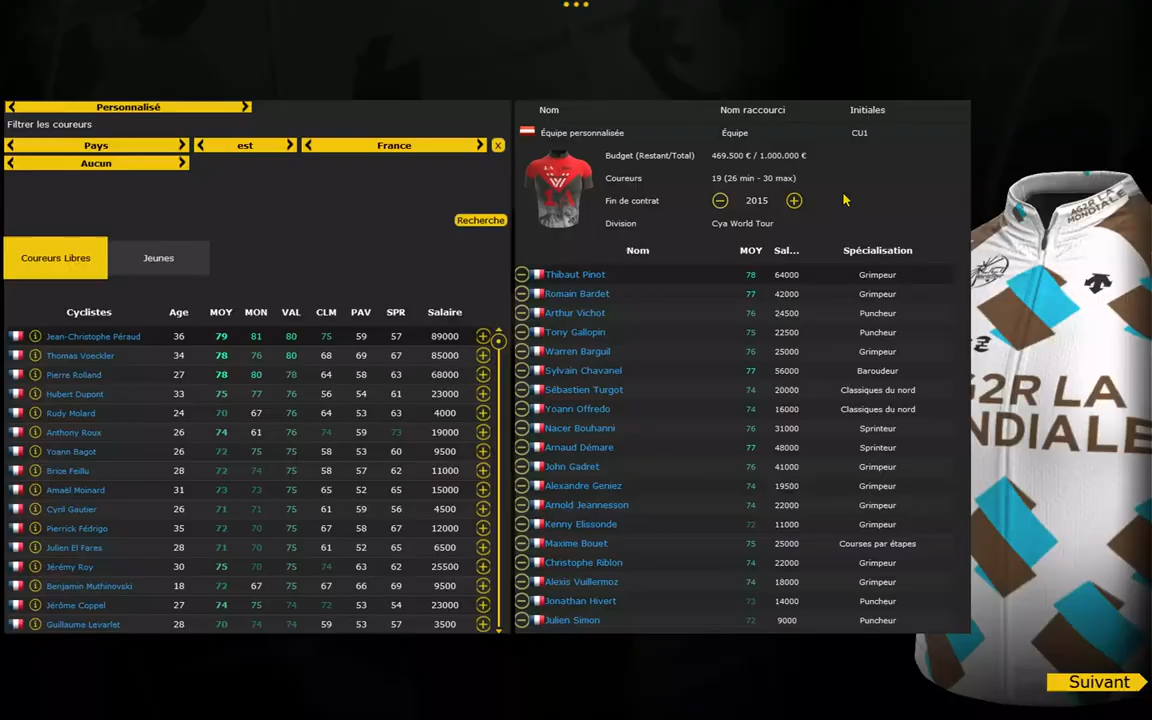 Personnalisé
Filtrer les coureurs
Pays est France X
Aucun
Recherche
Coureurs Libres Jeunes
Cyclistes Age MOY MON VAL CLM PAV SPR Salaire
Jean-Christophe Péraud 36 79 81 80 75 59 57 89000
Thomas Voeckler 34 78 76 80 68 69 67 85000
Pierre Rolland 27 78 80 78 64 58 63 68000
Hubert Dupont 33 75 77 76 56 54 61 23000
Rudy Molard 24 70 67 76 64 53 63 4000
Anthony Roux 26 74 61 76 74 59 73 19000
Yoann Bagot 26 72 75 75 58 53 60 9500
Brice Feillu 28 72 74 75 58 57 62 11000
Amaël Moinard 31 73 73 75 65 52 65 15000
Cyril Gautier 26 71 71 75 61 59 56 4500
Pierrick Fédrigo 35 72 70 75 67 58 67 12000
Julien El Fares 28 71 70 75 61 52 65 6500
Jérémy Roy 30 75 70 75 74 63 62 25500
Benjamin Muthinovski 18 72 67 75 67 66 69 9500
Jérôme Coppel 27 74 75 74 72 53 54 23000
Guillaume Levarlet 28 70 74 74 59 53 57 3500
Nom Nom raccourci Initiales
Équipe personnalisée Équipe CU1
Budget (Restant/Total) 469.500 € / 1.000.000 €
Coureurs 19 (26 min - 30 max)
Fin de contrat 2015
Division Cya World Tour
Nom MOY Sal... Spécialisation
Thibaut Pinot 78 64000 Grimpeur
Romain Bardet 77 42000 Grimpeur
Arthur Vichot 76 24500 Puncheur
Tony Gallopin 75 22500 Puncheur
Warren Barguil 76 25000 Grimpeur
Sylvain Chavanel 77 56000 Baroudeur
Sébastien Turgot 74 20000 Classiques du nord
Yoann Offredo 74 16000 Classiques du nord
Nacer Bouhanni 76 31000 Sprinteur
Arnaud Démare 77 48000 Sprinteur
John Gadret 76 41000 Grimpeur
Alexandre Geniez 74 19500 Grimpeur
Arnold Jeannesson 74 22000 Grimpeur
Kenny Elissonde 72 11000 Grimpeur
Maxime Bouet 75 25000 Courses par étapes
Christophe Riblon 74 22000 Grimpeur
Alexis Vuillermoz 74 18000 Grimpeur
Jonathan Hivert 73 14000 Puncheur
Julien Simon 72 9000 Puncheur
AG2R LA MONDIALE
G2R LA
NDIALE
Suivant